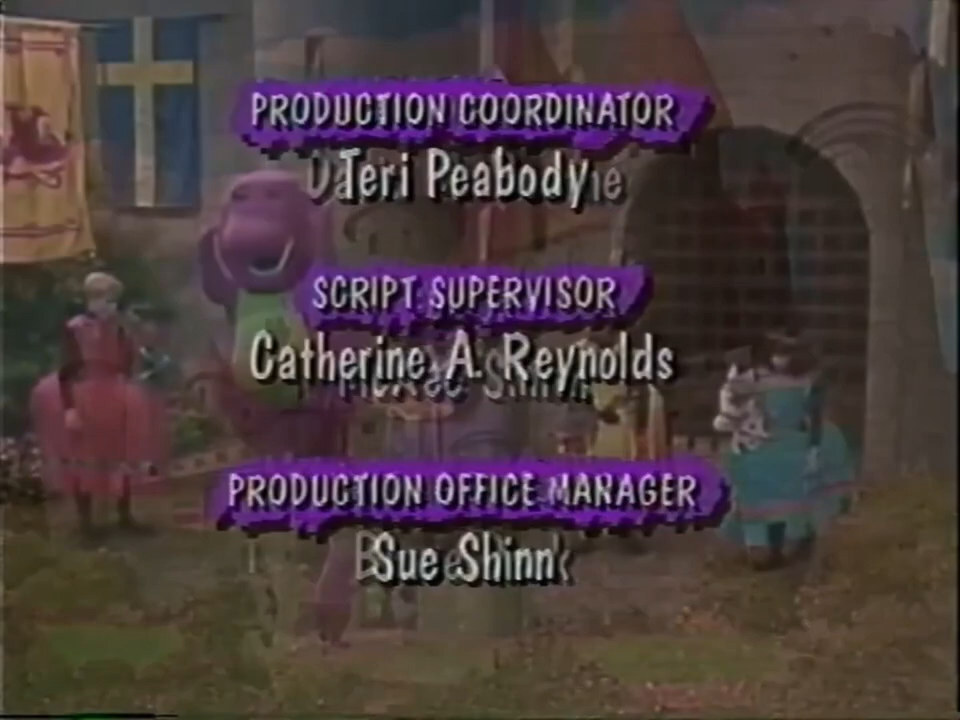 PRODUCTION COORDINATOR
Teri Peabody
SCRIPT SUPERVISOR
Catherine A. Reynolds
PRODUCTION OFFICE MANAGER
Sue Shinn